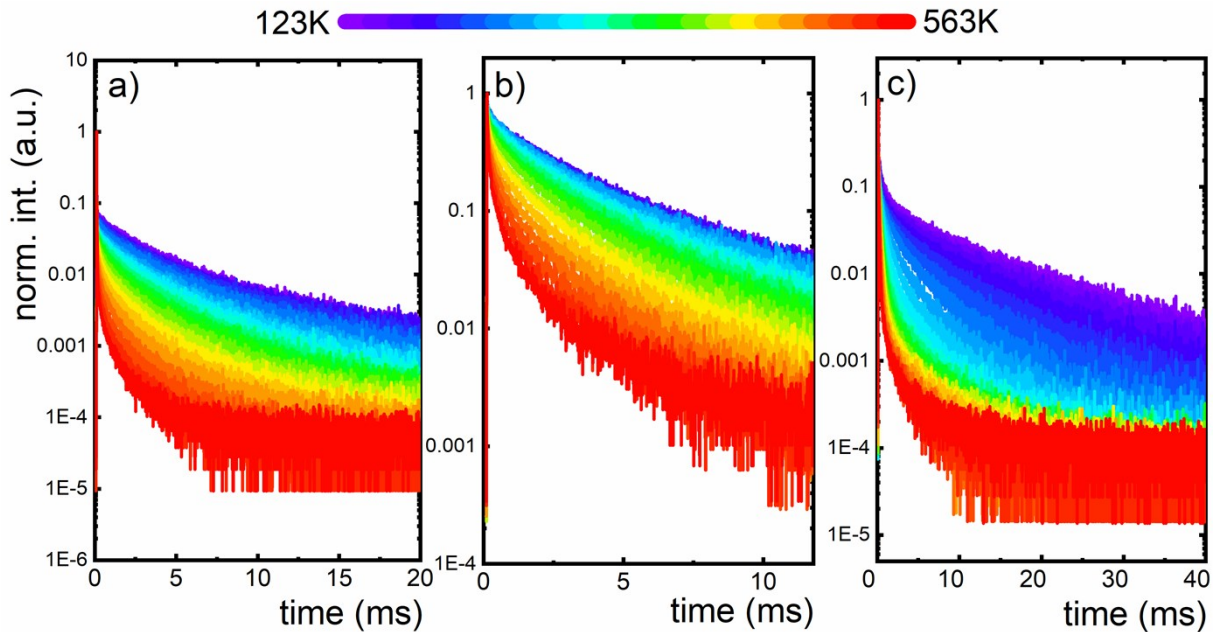 123K 563K
a) b) c)
norm. int. (a.u.)
10
1
0.1
0.01
0.001
1E-4
1E-5
1E-6
0 5 10 15 20
time (ms)
1
0.1
0.01
0.001
1E-4
0 5 10
time (ms)
1
0.1
0.01
0.001
1E-4
1E-5
0 10 20 30 40
time (ms)